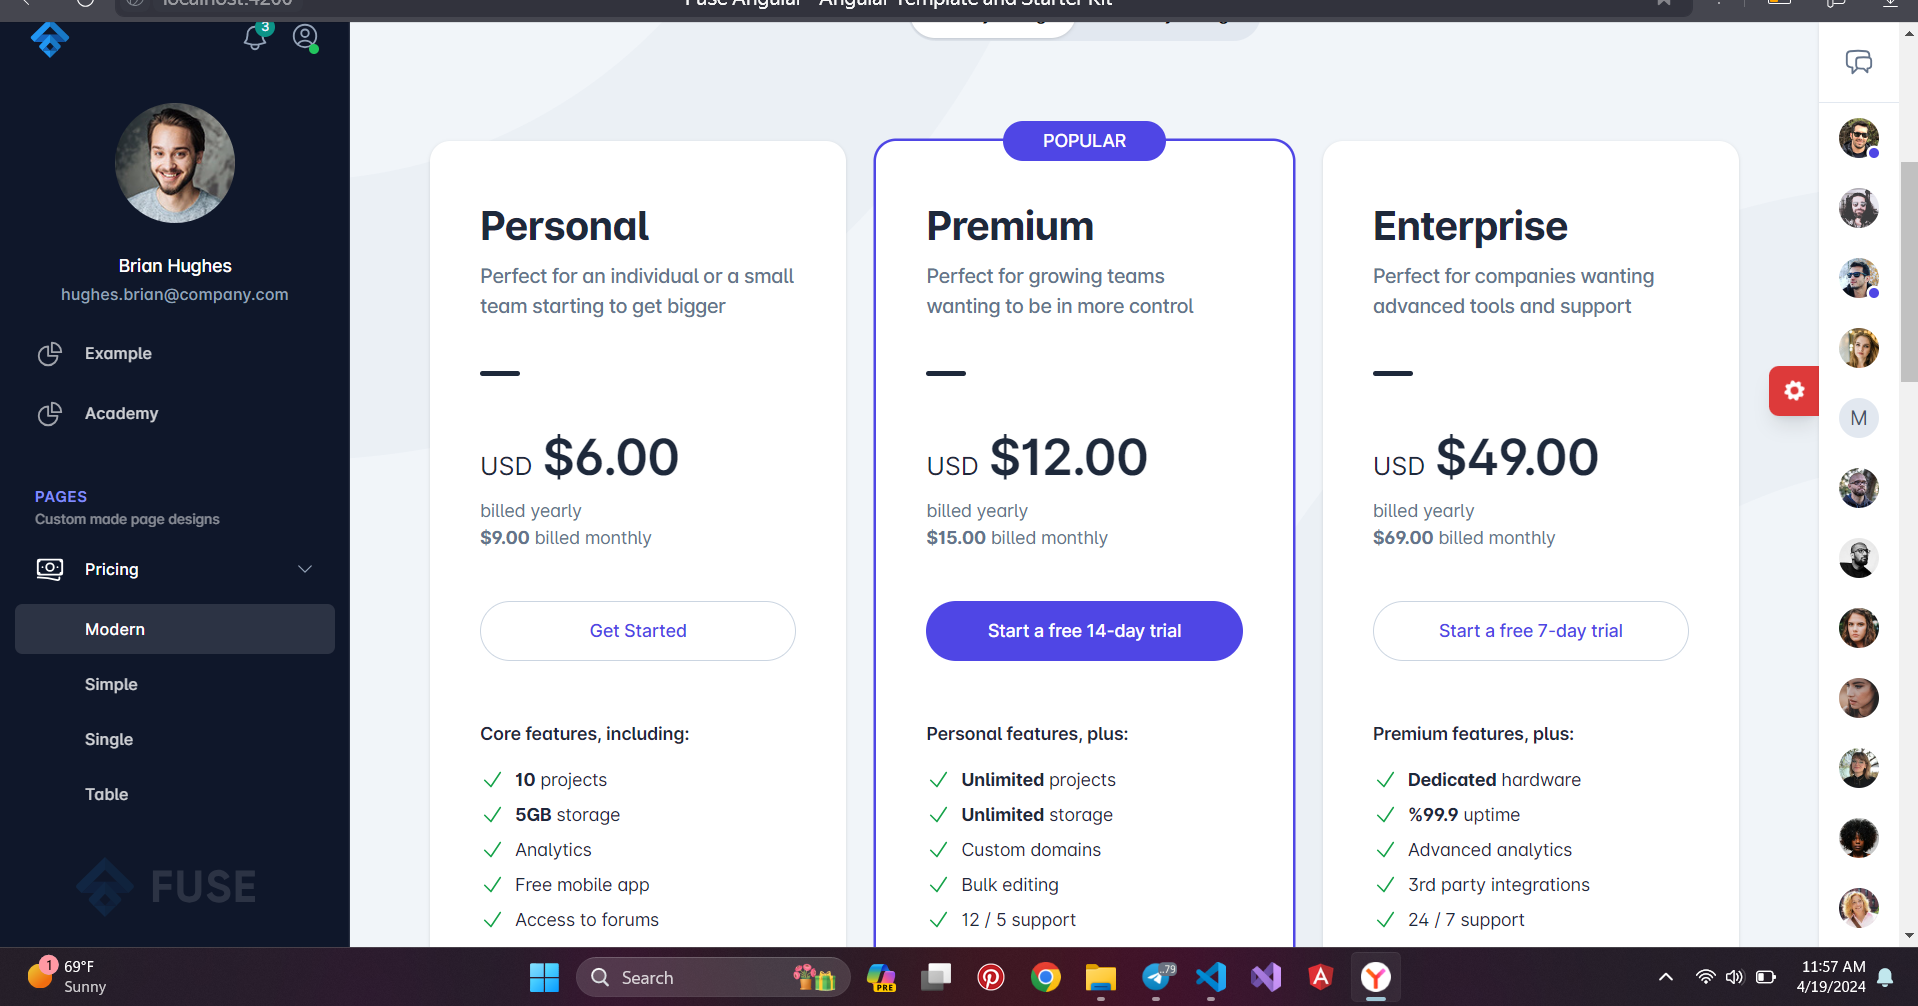 localhost:4200
Fuse Angular - Angular Template and Starter Kit
3
Brian Hughes
hughes.brian@company.com
Example
Academy
PAGES
Custom made page designs
Pricing
Modern
Simple
Single
Table
FUSE
POPULAR
Personal
Perfect for an individual or a small
team starting to get bigger
USD $6.00
billed yearly
$9.00 billed monthly
Get Started
Core features, including:
10 projects
5GB storage
Analytics
Free mobile app
Access to forums
Premium
Perfect for growing teams
wanting to be in more control
USD $12.00
billed yearly
$15.00 billed monthly
Start a free 14-day trial
Personal features, plus:
Unlimited projects
Unlimited storage
Custom domains
Bulk editing
12 / 5 support
Enterprise
Perfect for companies wanting
advanced tools and support
USD $49.00
billed yearly
$69.00 billed monthly
Start a free 7-day trial
Premium features, plus:
Dedicated hardware
%99.9 uptime
Advanced analytics
3rd party integrations
24 / 7 support
M
1
69°F
Sunny
Search
PRE
..79
11:57 AM
4/19/2024